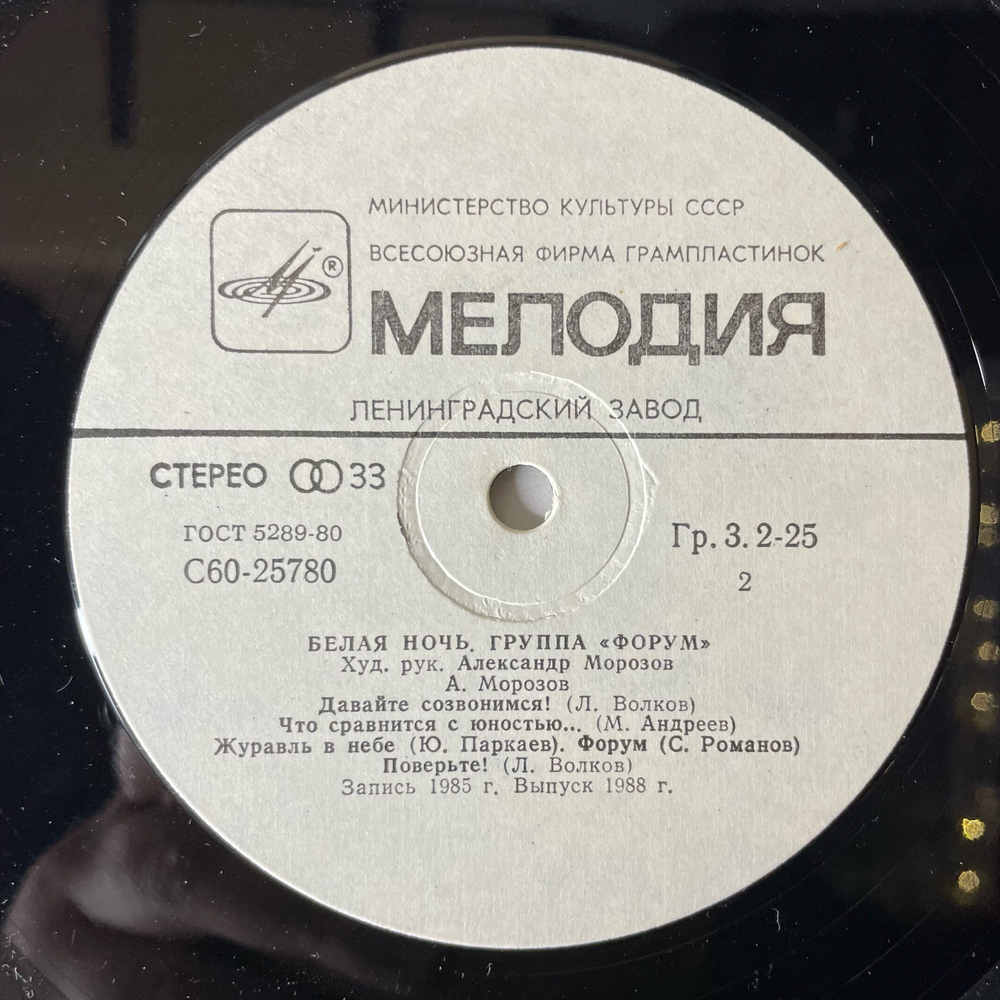 МИНИСТЕРСТВО КУЛЬТУРЫ СССР
ВСЕСОЮЗНАЯ ФИРМА ГРАМПЛАСТИНОК
®
МЕЛОДИЯ
ЛЕНИНГРАДСКИЙ ЗАВОД
СТЕРЕО 33
ГОСТ 5289-80
С60-25780
Гр. 3. 2-25
2
БЕЛАЯ НОЧЬ. ГРУППА «ФОРУМ»
Худ. рук. Александр Морозов
А. Морозов
Давайте созвонимся! (Л. Волков)
Что сравнится с юностью... (М. Андреев)
Журавль в небе (Ю. Паркаев). Форум (С. Романов)
Поверьте! (Л. Волков)
Запись 1985 г. Выпуск 1988 г.